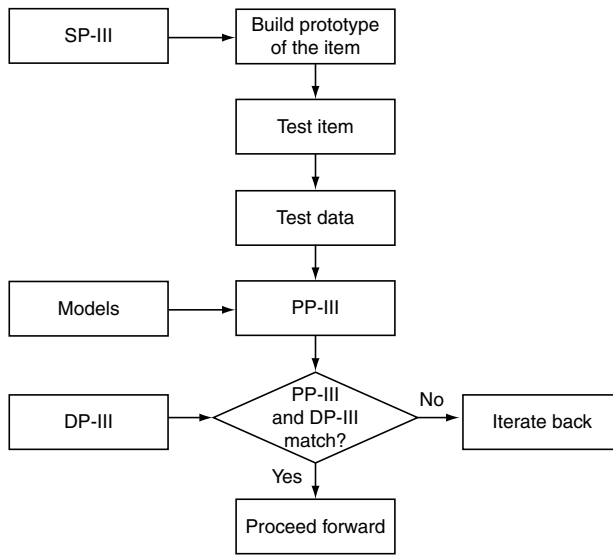 SP-III
Build prototype
of the item
Test item
Test data
Models
PP-III
DP-III
PP-III
and DP-III
match?
No
Iterate back
Yes
Proceed forward